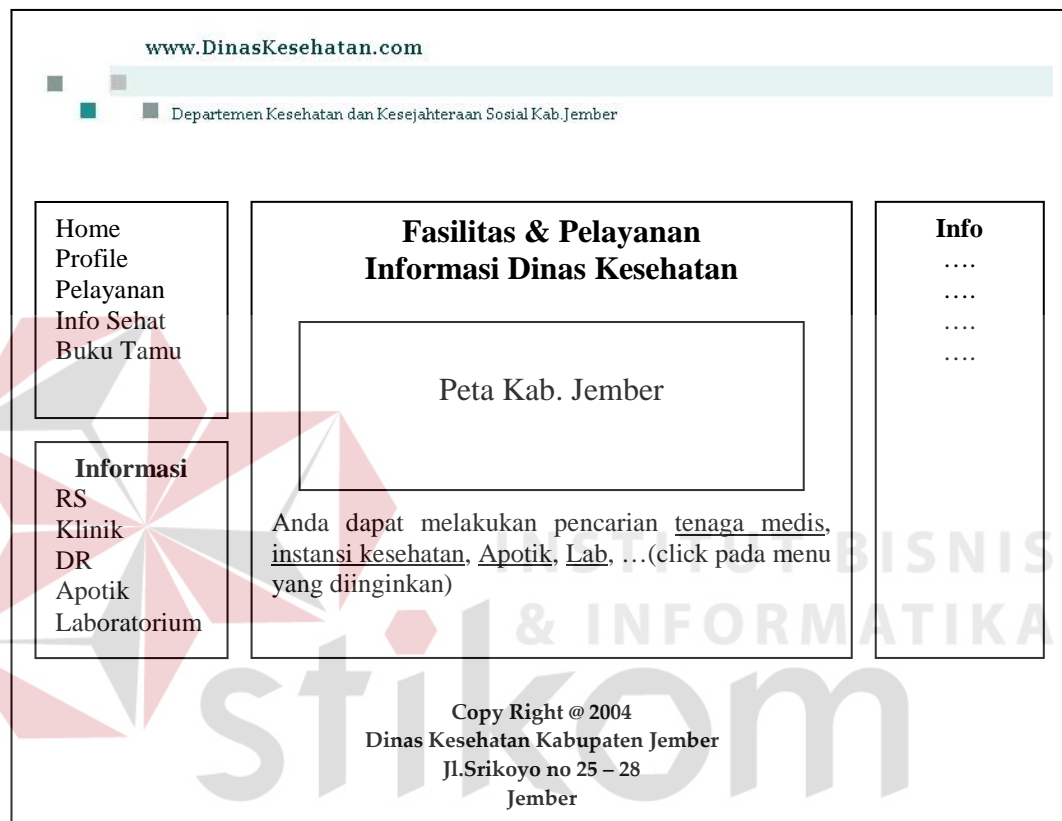 www.DinasKesehatan.com
Departemen Kesehatan dan Kesejahteraan Sosial Kab.Jember
Home
Profile
Pelayanan
Info Sehat
Buku Tamu
Informasi
RS
Klinik
DR
Apotik
Laboratorium
Fasilitas & Pelayanan
Informasi Dinas Kesehatan
Peta Kab. Jember
Anda dapat melakukan pencarian tenaga medis,
instansi kesehatan, Apotik, Lab, …(click pada menu
yang diinginkan)
Info
….
….
….
….
INSTITUT BISNIS
& INFORMATIKA
stikom
Copy Right @ 2004
Dinas Kesehatan Kabupaten Jember
Jl.Srikoyo no 25 – 28
Jember